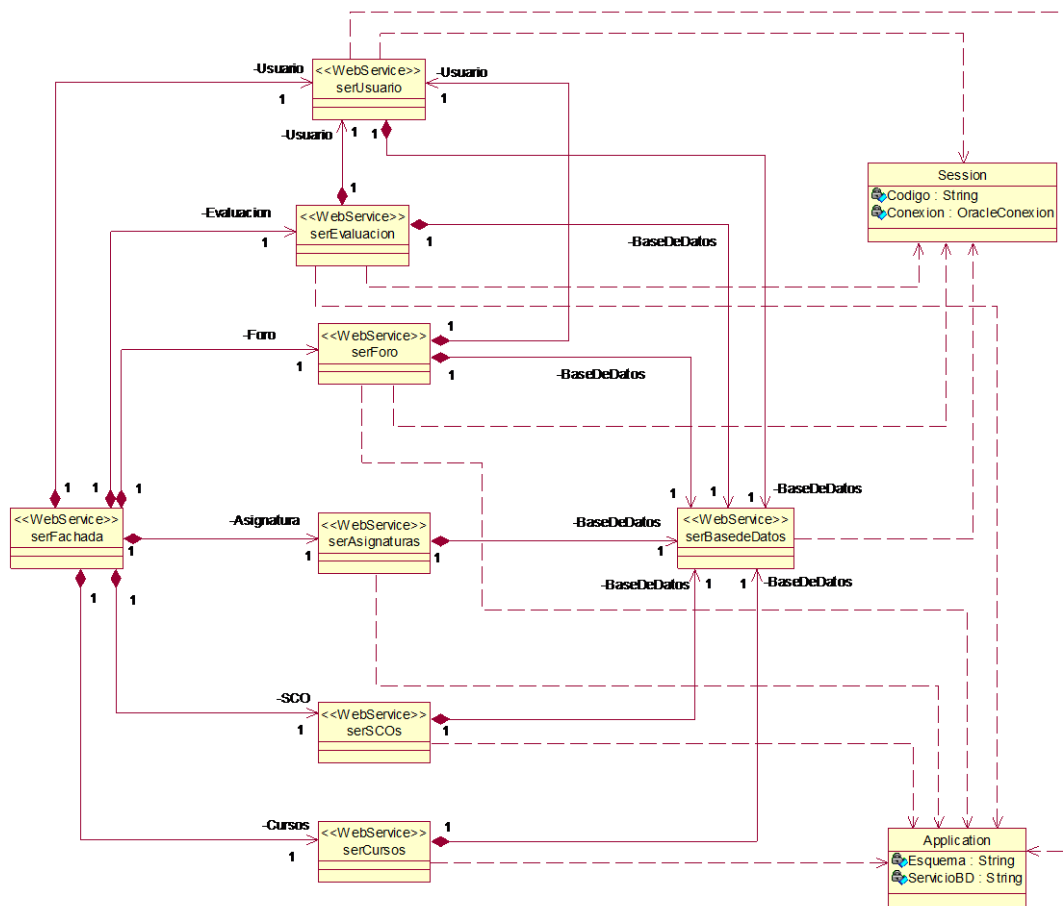 -Usuario
1
<<WebService>>
serUsuario
-Usuario
1
-Usuario
1
1
1
<<WebService>>
serEvaluacion
1
-Evaluacion
1
-BaseDeDatos
Session
Codigo : String
Conexion : OracleConexion
-Foro
1
<<WebService>>
serForo
1
1
-BaseDeDatos
1
1
1
<<WebService>>
serFachada
1
1
1
-Asignatura
1
<<WebService>>
serAsignaturas
1
-BaseDeDatos
1
1
1
1
-BaseDeDatos
<<WebService>>
serBasedeDatos
-BaseDeDatos
1
1
-BaseDeDatos
-SCO
1
<<WebService>>
serSCOs
1
-Cursos
1
<<WebService>>
serCursos
1
Application
Esquema : String
ServicioBD : String